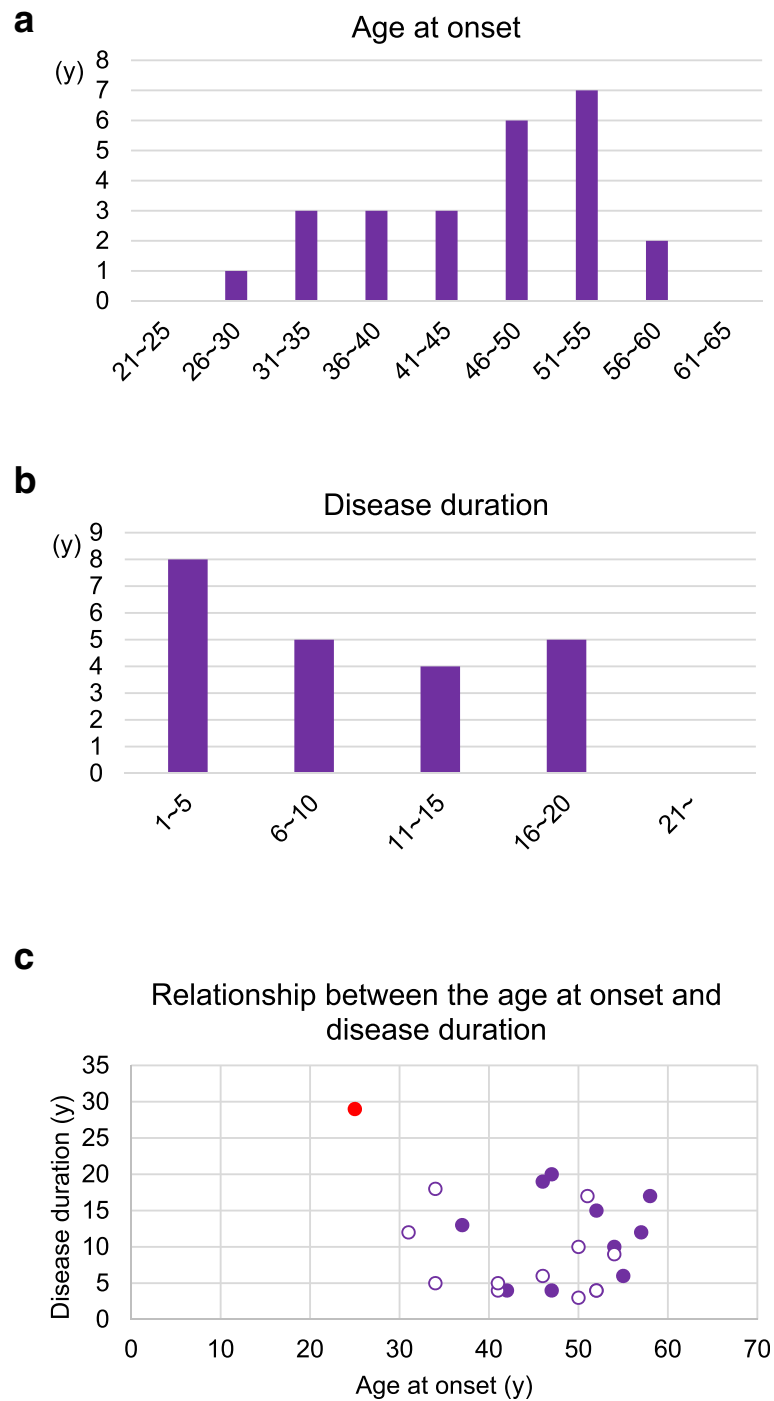 a
Age at onset
(y)
8
7
6
5
4
3
2
1
0
21~25 26~30 31~35 36~40 41~45 46~50 51~55 56~60 61~65
b
Disease duration
(y)
9
8
7
6
5
4
3
2
1
0
1~5 6~10 11~15 16~20 21~
c
Relationship between the age at onset and
disease duration
Disease duration (y)
35
30
25
20
15
10
5
0
0 10 20 30 40 50 60 70
Age at onset (y)